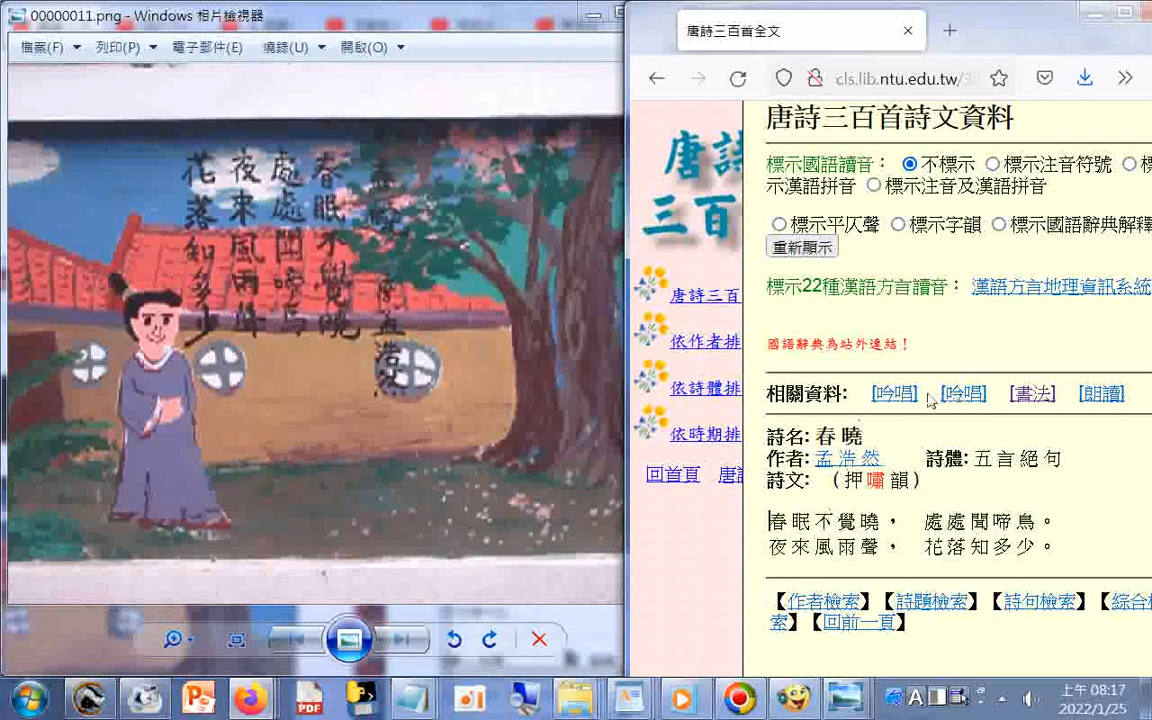 00000011.png - Windows 相片檢視器
檔案(F) 列印(P) 電子郵件(E) 燒錄(U) 開啟(O)
春眠不覺曉
處處聞啼鳥
夜來風雨聲
花落知多少
唐詩三百首全文
cls.lib.ntu.edu.tw/3
唐詩
三百
唐詩三百
依作者排
依詩體排
依時期排
回首頁 唐詩
唐詩三百首詩文資料
標示國語讀音： 不標示 標示注音符號 標
示漢語拼音 標示注音及漢語拼音
標示平仄聲 標示字韻 標示國語辭典解釋
重新顯示
標示22種漢語方言讀音： 漢語方言地理資訊系統
國語辭典為站外連結！
相關資料: [吟唱] [吟唱] [書法] [朗讀]
詩名: 春曉
作者: 孟浩然 詩體: 五言絕句
詩文: （押嘯韻）
春眠不覺曉， 處處聞啼鳥。
夜來風雨聲， 花落知多少。
【作者檢索】【詩題檢索】【詩句檢索】【綜合檢
索】【回前一頁】
PDF
A
上午 08:17
2022/1/25